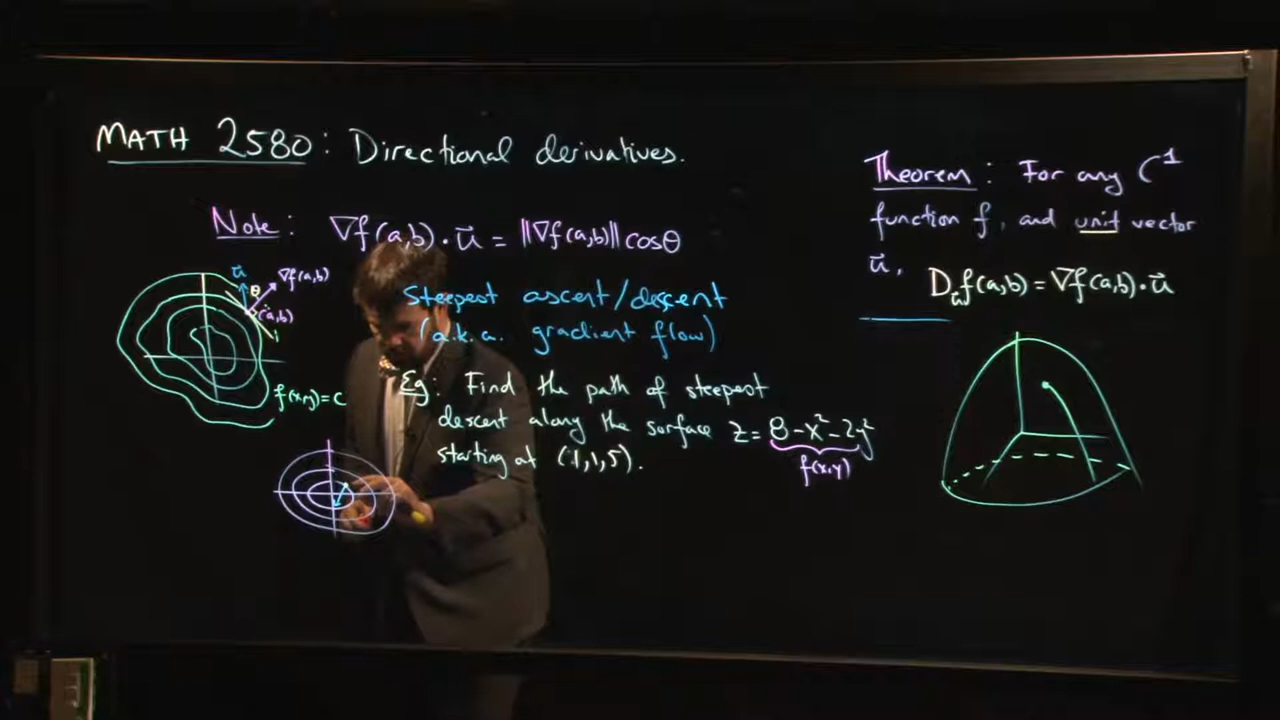 MATH 2580: Directional derivatives.
Note: ∇f(a,b)·u⃗ = ‖∇f(a,b)‖cosθ
u⃗
θ
∇f(a,b)
(a,b)
f(x,y)=c
Steepest ascent/descent
(a.k.a. gradient flow)
Eg: Find the path of steepest
descent along the surface z=8-x²-2y²
f(x,y)
starting at (1,1,5).
Theorem: For any C¹
function f, and unit vector
u⃗,
D_u⃗ f(a,b)=∇f(a,b)·u⃗